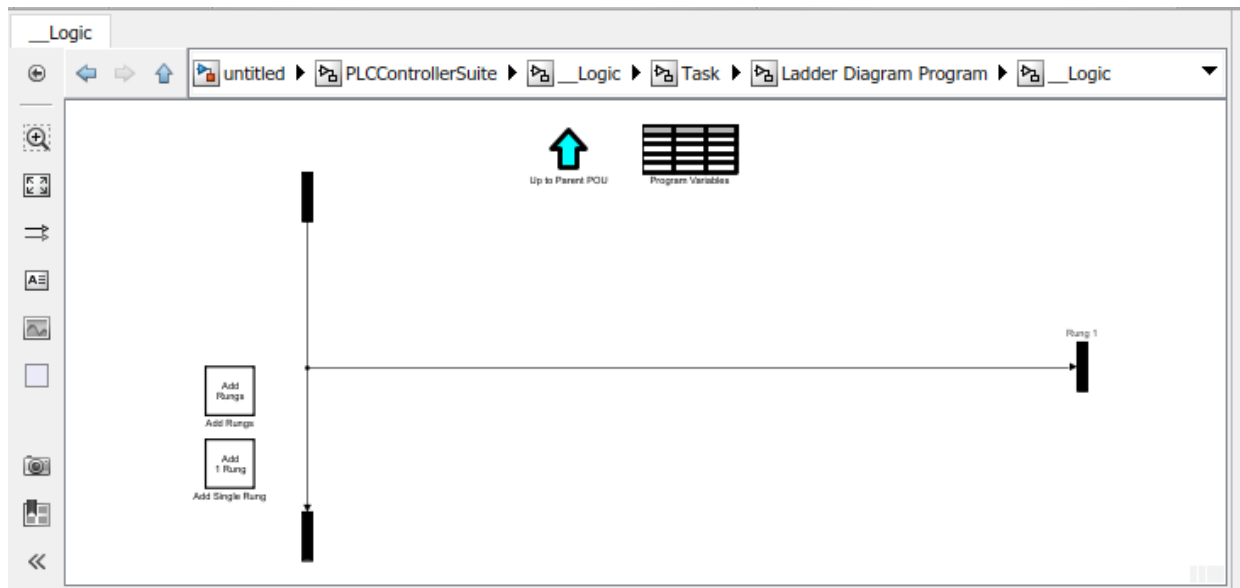 __Logic
untitled PLCControllerSuite __Logic Task Ladder Diagram Program __Logic
Up to Parent POU
Program Variables
Rung 1
Add
Rungs
Add Rungs
Add
1 Rung
Add Single Rung